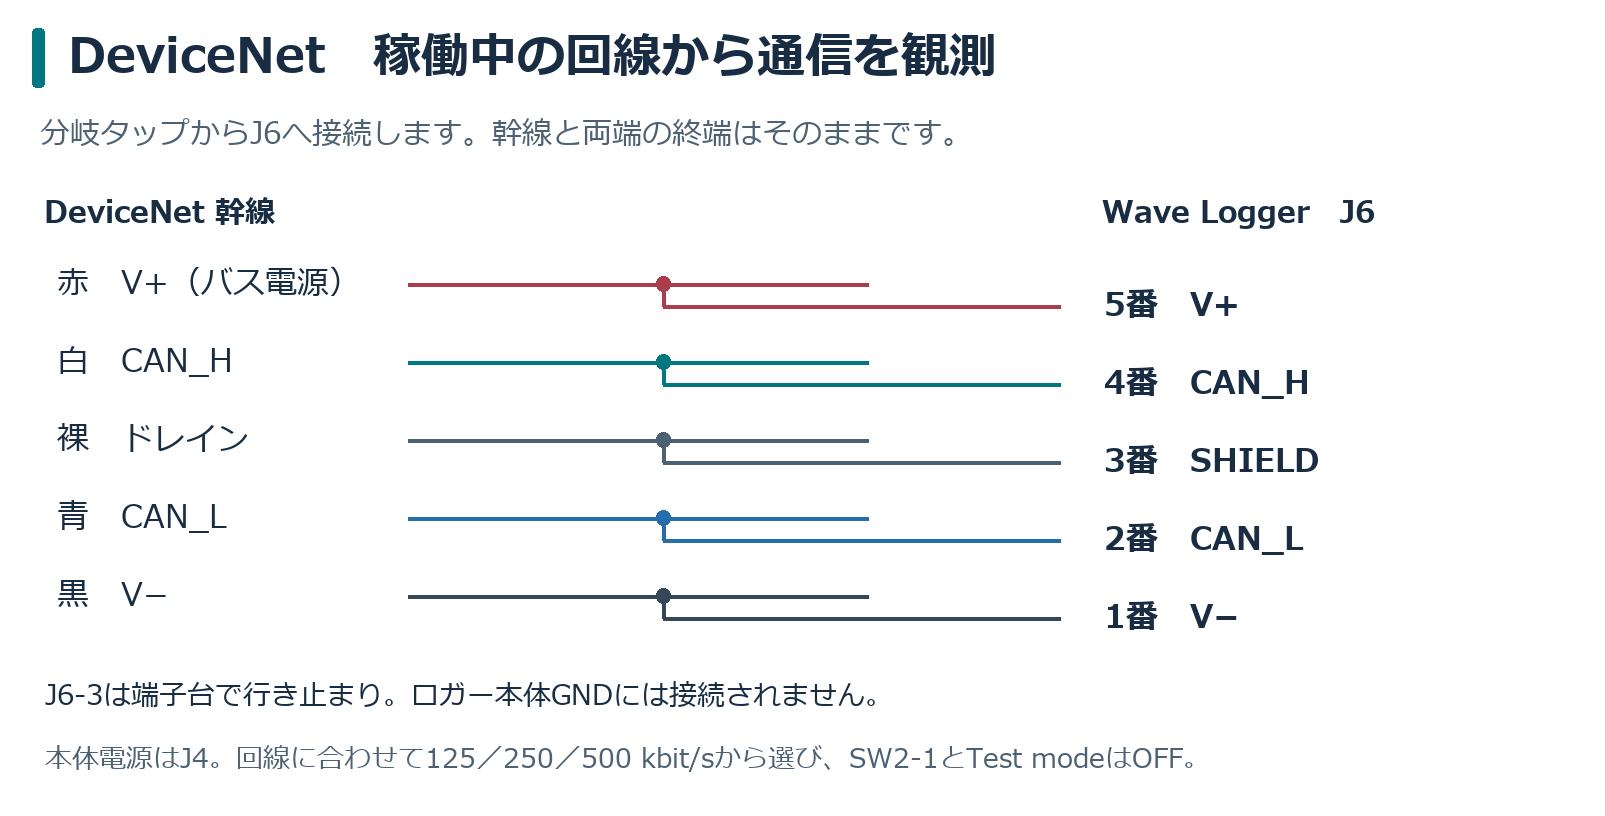 DeviceNet　稼働中の回線から通信を観測
分岐タップからJ6へ接続します。幹線と両端の終端はそのままです。
DeviceNet 幹線
Wave Logger　J6
赤　V+（バス電源）
5番　V+
白　CAN_H
4番　CAN_H
裸　ドレイン
3番　SHIELD
青　CAN_L
2番　CAN_L
黒　V−
1番　V−
J6-3は端子台で行き止まり。ロガー本体GNDには接続されません。
本体電源はJ4。回線に合わせて125／250／500 kbit/sから選び、SW2-1とTest modeはOFF。